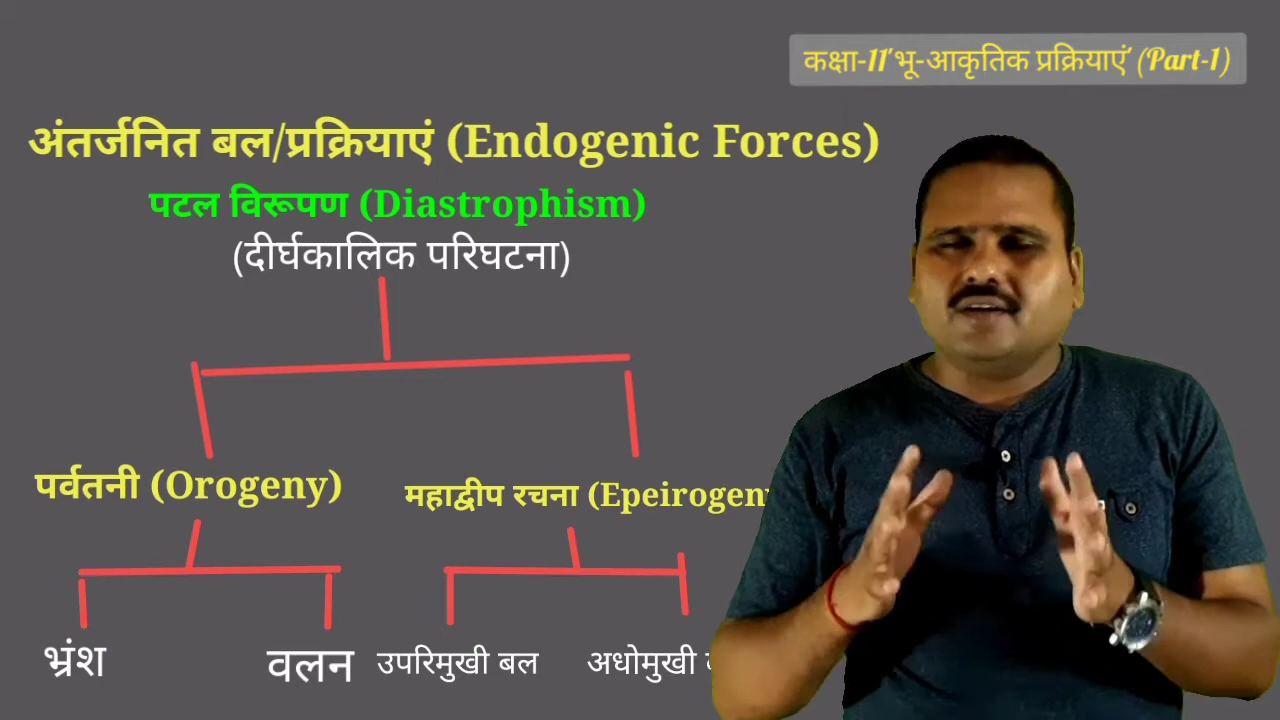 कक्षा-11'भू-आकृतिक प्रक्रियाएं' (Part-1)
अंतर्जनित बल/प्रक्रियाएं (Endogenic Forces)
पटल विरूपण (Diastrophism)
(दीर्घकालिक परिघटना)
पर्वतनी (Orogeny)
महाद्वीप रचना (Epeirogeny
भ्रंश
वलन
उपरिमुखी बल
अधोमुखी